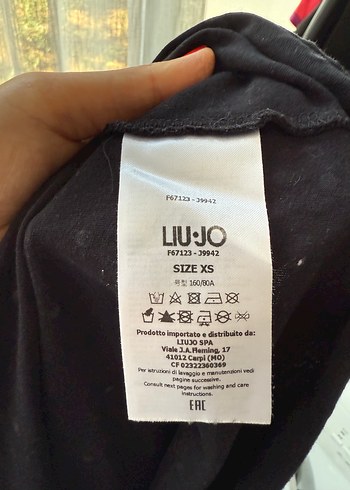 F67123 - J9942
LIU·JO
F67123 - J9942
SIZE XS
160/80A
Prodotto importato e distribuito da:
LIUJO SPA
Viale J.A. Fleming, 17
41012 Carpi (MO)
CF 02322360369
Per istruzioni di lavaggio e manutenzioni vedi
pagine successive.
Consult next pages for washing and care
instructions.
EAC